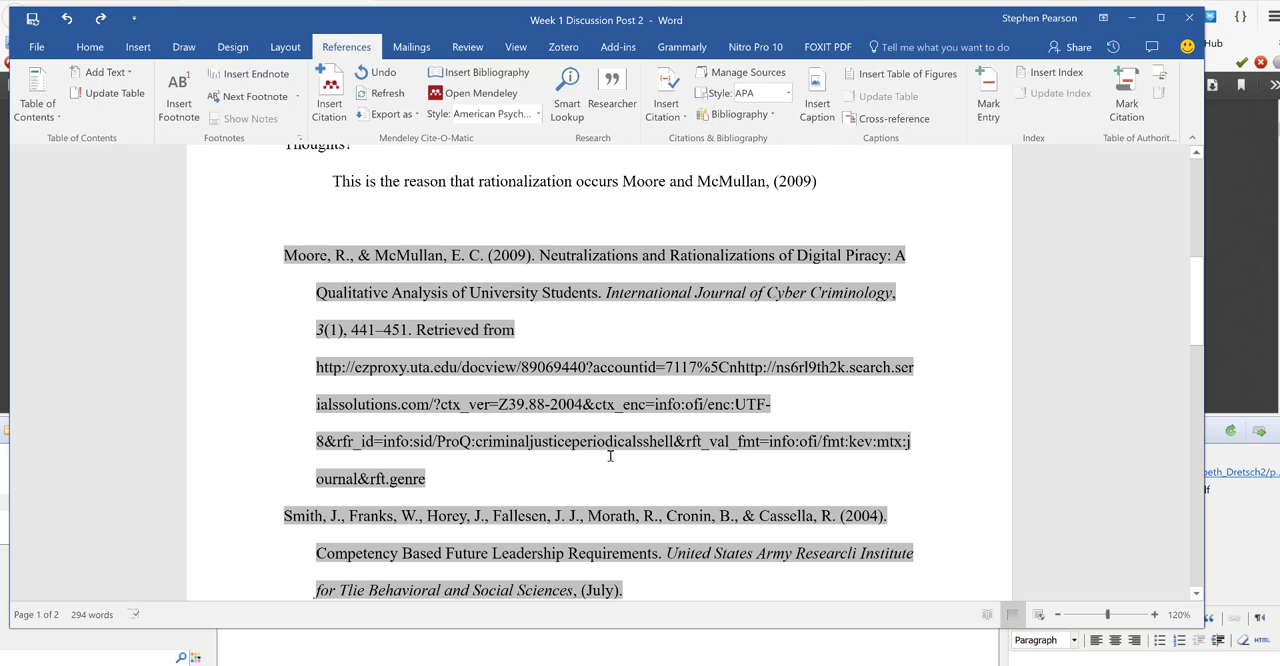 Week 1 Discussion Post 2 - Word
Stephen Pearson
File Home Insert Draw Design Layout References Mailings Review View Zotero Add-ins Grammarly Nitro Pro 10 FOXIT PDF Tell me what you want to do Share
Hub
Table of Contents
Add Text
Update Table
Table of Contents
AB1
Insert Footnote
Insert Endnote
Next Footnote
Show Notes
Footnotes
Insert Citation
Undo
Refresh
Export as
Insert Bibliography
Open Mendeley
Style: American Psych...
Mendeley Cite-O-Matic
Smart Lookup
Researcher
Research
Insert Citation
Manage Sources
Style: APA
Bibliography
Citations & Bibliography
Insert Caption
Insert Table of Figures
Update Table
Cross-reference
Captions
Mark Entry
Insert Index
Update Index
Index
Mark Citation
Table of Authorit...
Thoughts?
This is the reason that rationalization occurs Moore and McMullan, (2009)
Moore, R., & McMullan, E. C. (2009). Neutralizations and Rationalizations of Digital Piracy: A
Qualitative Analysis of University Students. International Journal of Cyber Criminology,
3(1), 441–451. Retrieved from
http://ezproxy.uta.edu/docview/89069440?accountid=7117%5Cnhttp://ns6rl9th2k.search.ser
ialssolutions.com/?ctx_ver=Z39.88-2004&ctx_enc=info:ofi/enc:UTF-
8&rfr_id=info:sid/ProQ:criminaljusticeperiodicalsshell&rft_val_fmt=info:ofi/fmt:kev:mtx:j
ournal&rft.genre
Smith, J., Franks, W., Horey, J., Fallesen, J. J., Morath, R., Cronin, B., & Cassella, R. (2004).
Competency Based Future Leadership Requirements. United States Army Researcli Institute
for Tlie Behavioral and Social Sciences, (July).
beth_Dretsch2/p...
df
Page 1 of 2 294 words
120%
Paragraph
HTML